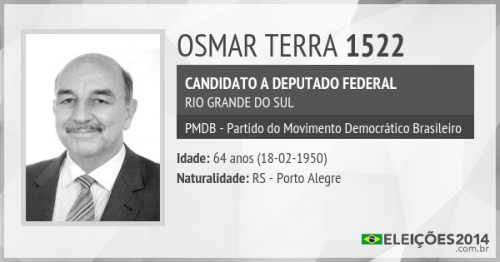 OSMAR TERRA 1522
CANDIDATO A DEPUTADO FEDERAL
RIO GRANDE DO SUL
PMDB - Partido do Movimento Democrático Brasileiro
Idade: 64 anos (18-02-1950)
Naturalidade: RS - Porto Alegre
ELEIÇÕES2014
.com.br